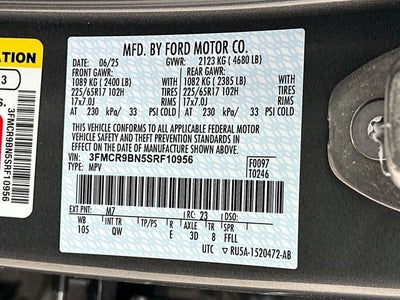 ATION
3
S.
3FMCR9BN5SRF10956
MFD. BY FORD MOTOR CO.
06/25 GVWR: 2123 KG ( 4680 LB)
FRONT GAWR: REAR GAWR:
1089 KG ( 2400 LB) 1082 KG ( 2385 LB)
225/65R17 102H TIRES 225/65R17 102H TIRES
17x7.0J RIMS 17x7.0J RIMS
AT 230 kPa/ 33 PSI COLD AT 230 kPa/ 33 PSI COLD
THIS VEHICLE CONFORMS TO ALL APPLICABLE FEDERAL MOTOR
VEHICLE SAFETY AND THEFT PREVENTION STANDARDS IN EFFECT ON
THE DATE OF MANUFACTURE SHOWN ABOVE.
VIN: 3FMCR9BN5SRF10956
TYPE: MPV
F0097
T0246
EXT PNT: M7 RC: 23 DSO:
WB INT TR TP/PS R AXLE TR SPR
105 QW E 3D 8 FFLL
UTC RU5A-1520472-AB